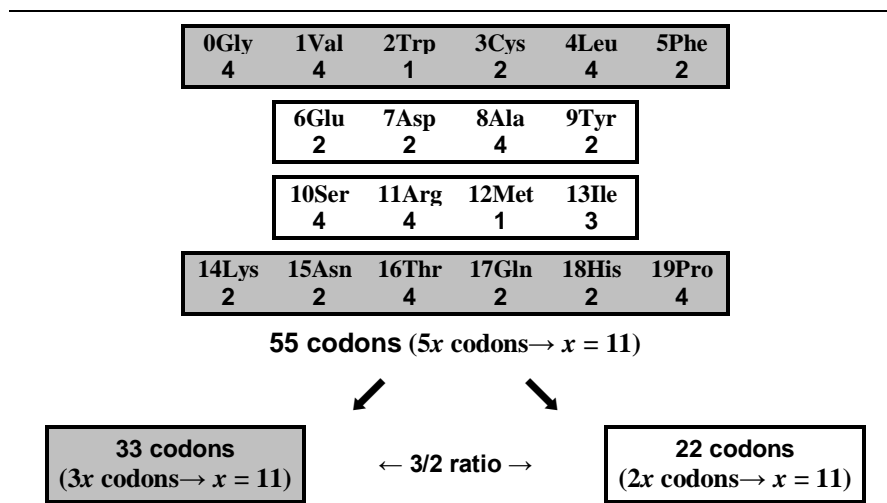 0Gly 1Val 2Trp 3Cys 4Leu 5Phe
4 4 1 2 4 2
6Glu 7Asp 8Ala 9Tyr
2 2 4 2
10Ser 11Arg 12Met 13Ile
4 4 1 3
14Lys 15Asn 16Thr 17Gln 18His 19Pro
2 2 4 2 2 4
55 codons (5x codons→ x = 11)
33 codons
(3x codons→ x = 11)
← 3/2 ratio →
22 codons
(2x codons→ x = 11)